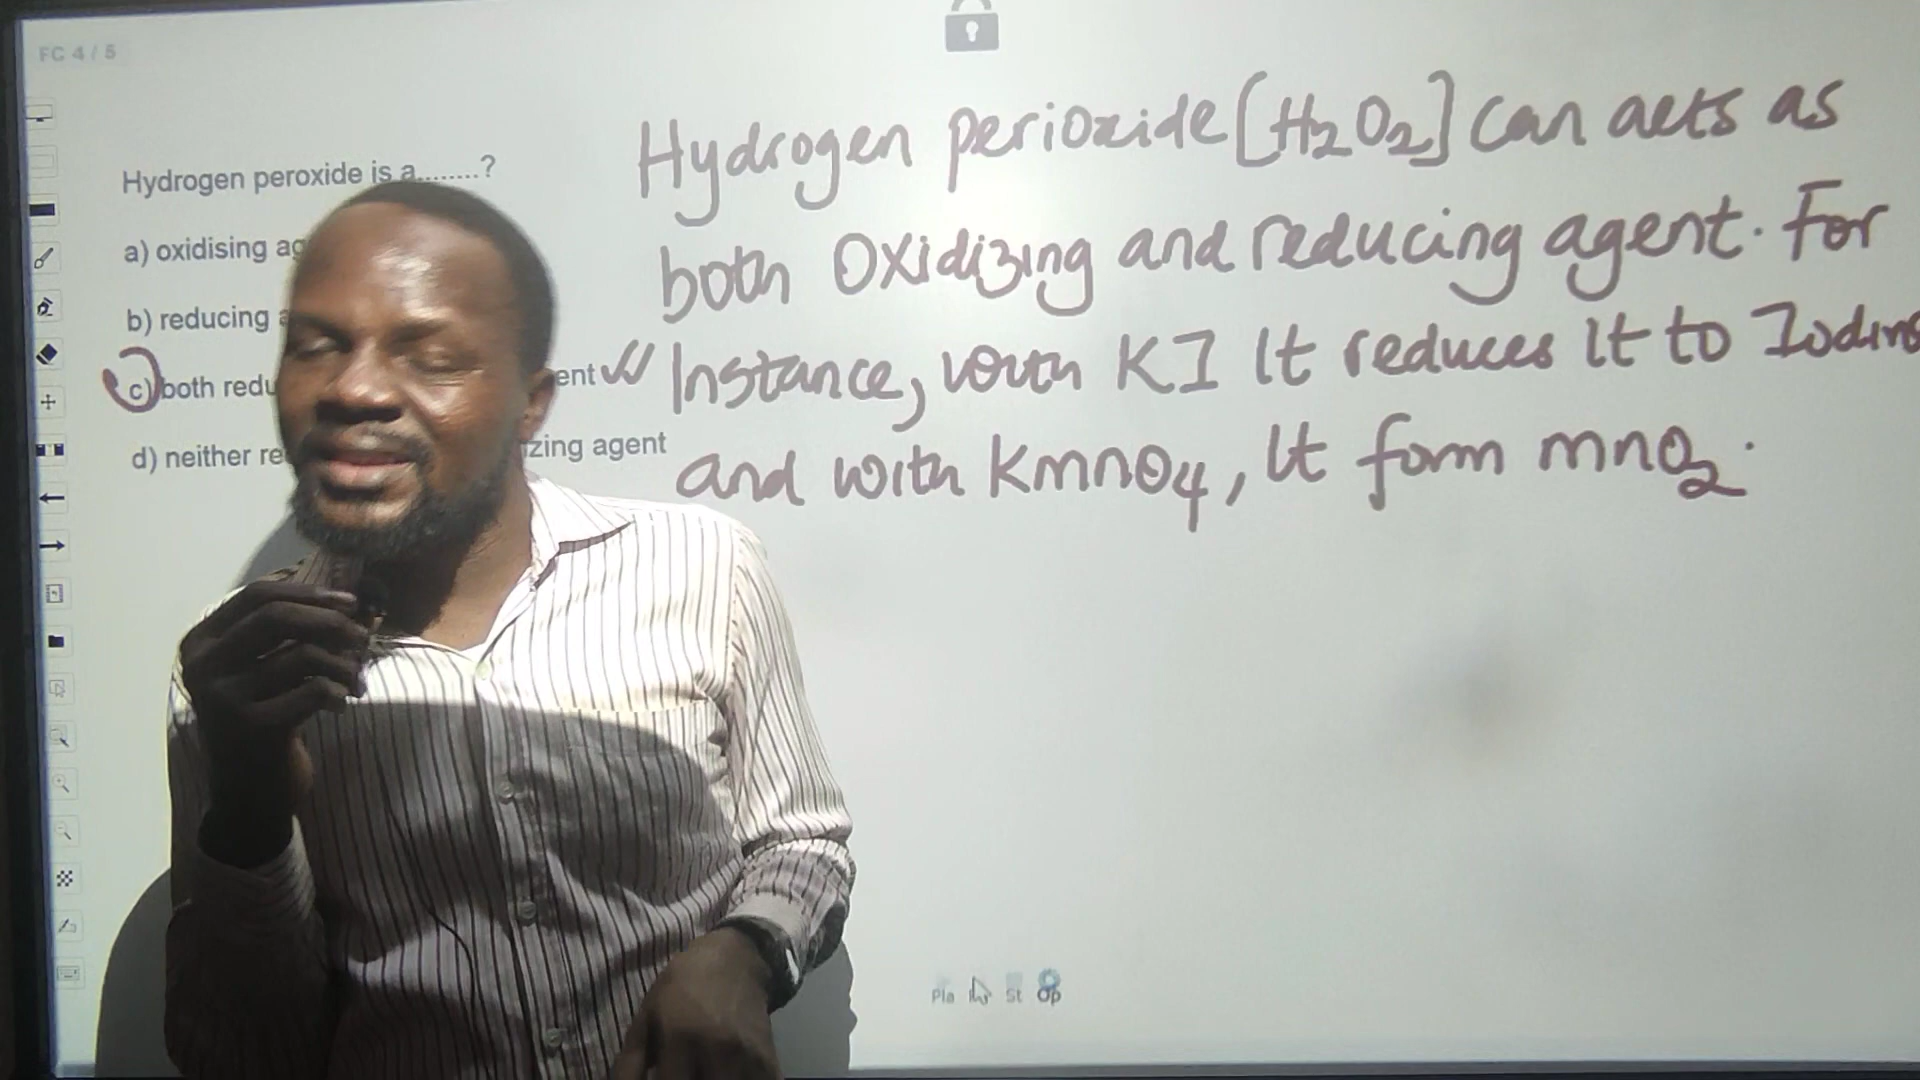 FC 4 / 5
Hydrogen peroxide is a........?
a) oxidising ag
b) reducing a
c) both redu ent
d) neither re zing agent
Hydrogen perioxide [H₂O₂] can acts as
both Oxidizing and reducing agent. For
Instance, with KI It reduces it to Iodine
and with KmnO₄, It form mnO₂.
Pla St Op